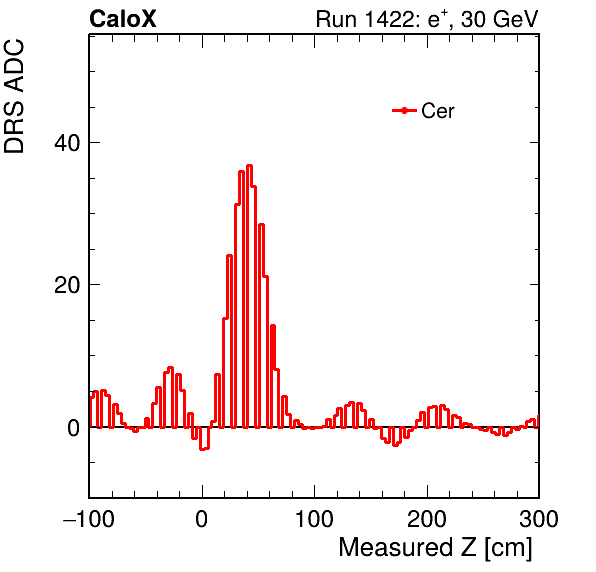 CaloX Run 1422: e⁺, 30 GeV
DRS ADC
Cer
40
20
0
−100 0 100 200 300
Measured Z [cm]